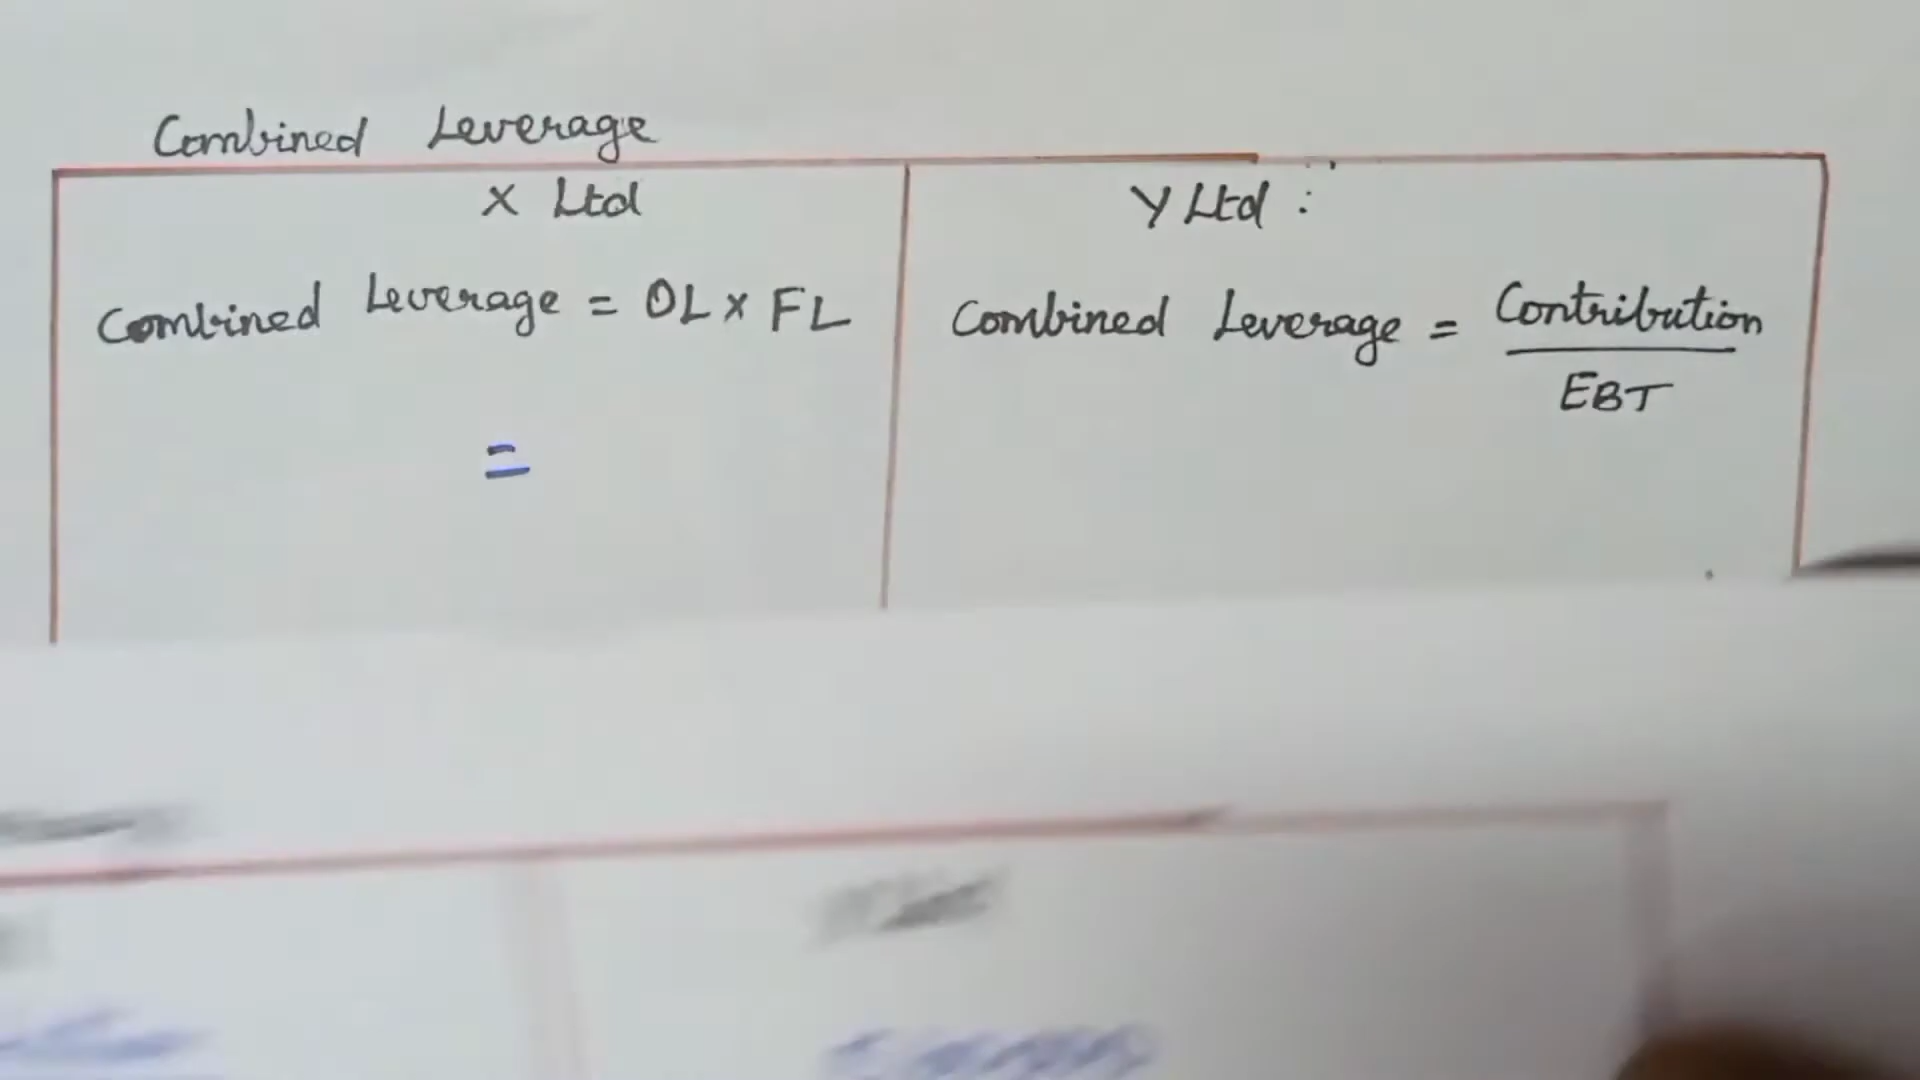 Combined Leverage
X Ltd
Combined Leverage = OL x FL
=
Y Ltd :
Combined Leverage = Contribution
EBT